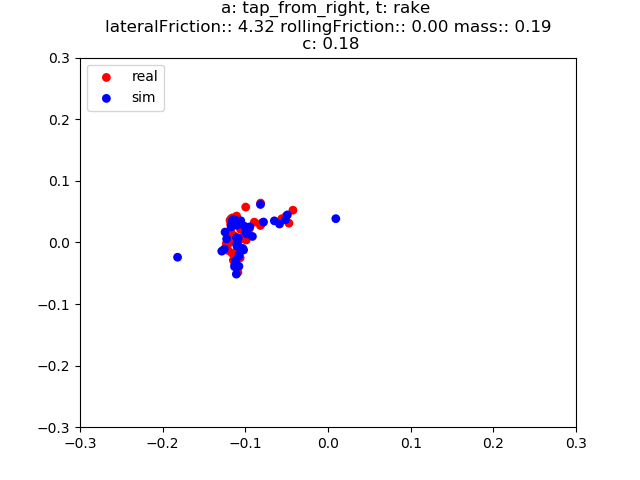 a: tap_from_right, t: rake
lateralFriction:: 4.32 rollingFriction:: 0.00 mass:: 0.19
c: 0.18
real
sim
0.3
0.2
0.1
0.0
−0.1
−0.2
−0.3
−0.3
−0.2
−0.1
0.0
0.1
0.2
0.3